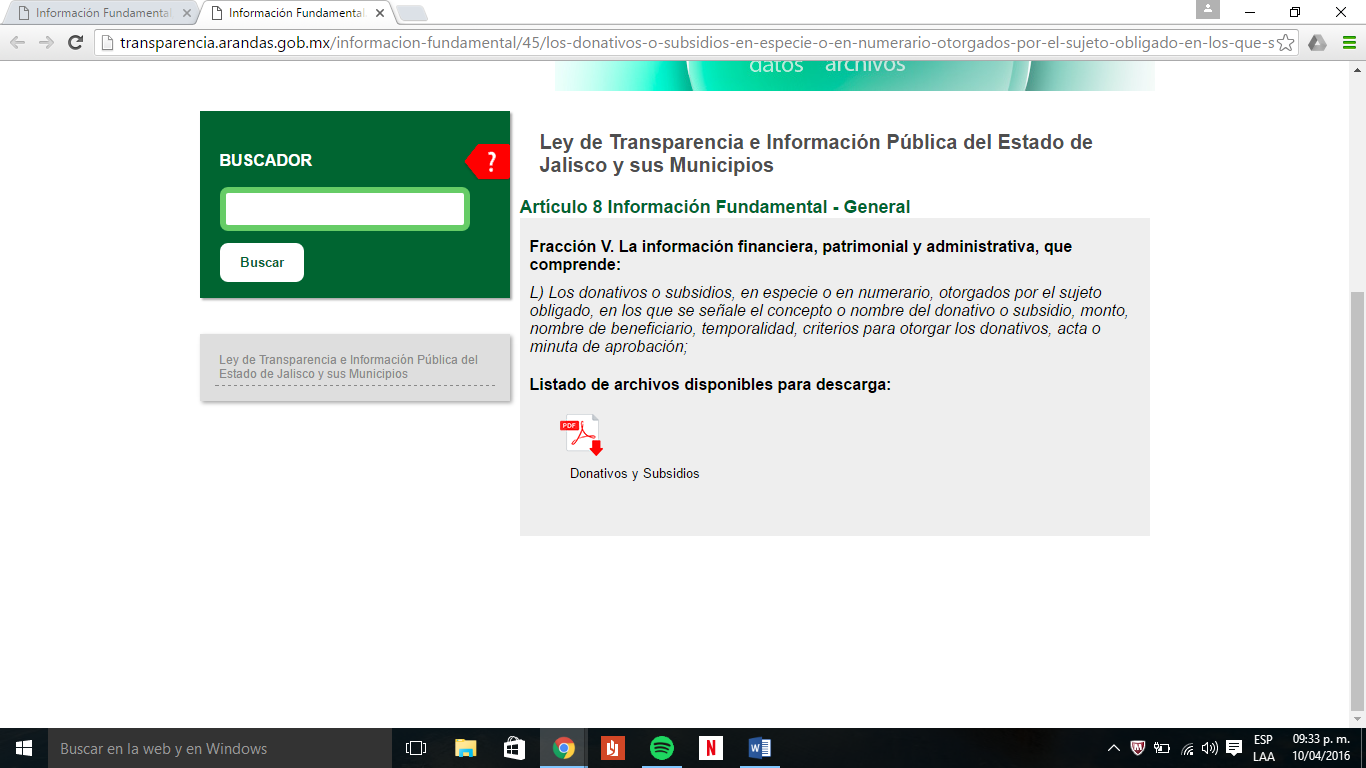 Información Fundamental
Información Fundamental
transparencia.arandas.gob.mx/informacion-fundamental/45/los-donativos-o-subsidios-en-especie-o-en-numerario-otorgados-por-el-sujeto-obligado-en-los-que-s
datos archivos
BUSCADOR
?
Buscar
Ley de Transparencia e Información Pública del
Estado de Jalisco y sus Municipios
Ley de Transparencia e Información Pública del Estado de
Jalisco y sus Municipios
Artículo 8 Información Fundamental - General
Fracción V. La información financiera, patrimonial y administrativa, que
comprende:
L) Los donativos o subsidios, en especie o en numerario, otorgados por el sujeto
obligado, en los que se señale el concepto o nombre del donativo o subsidio, monto,
nombre de beneficiario, temporalidad, criterios para otorgar los donativos, acta o
minuta de aprobación;
Listado de archivos disponibles para descarga:
PDF
Donativos y Subsidios
Buscar en la web y en Windows
ESP
LAA
09:33 p. m.
10/04/2016